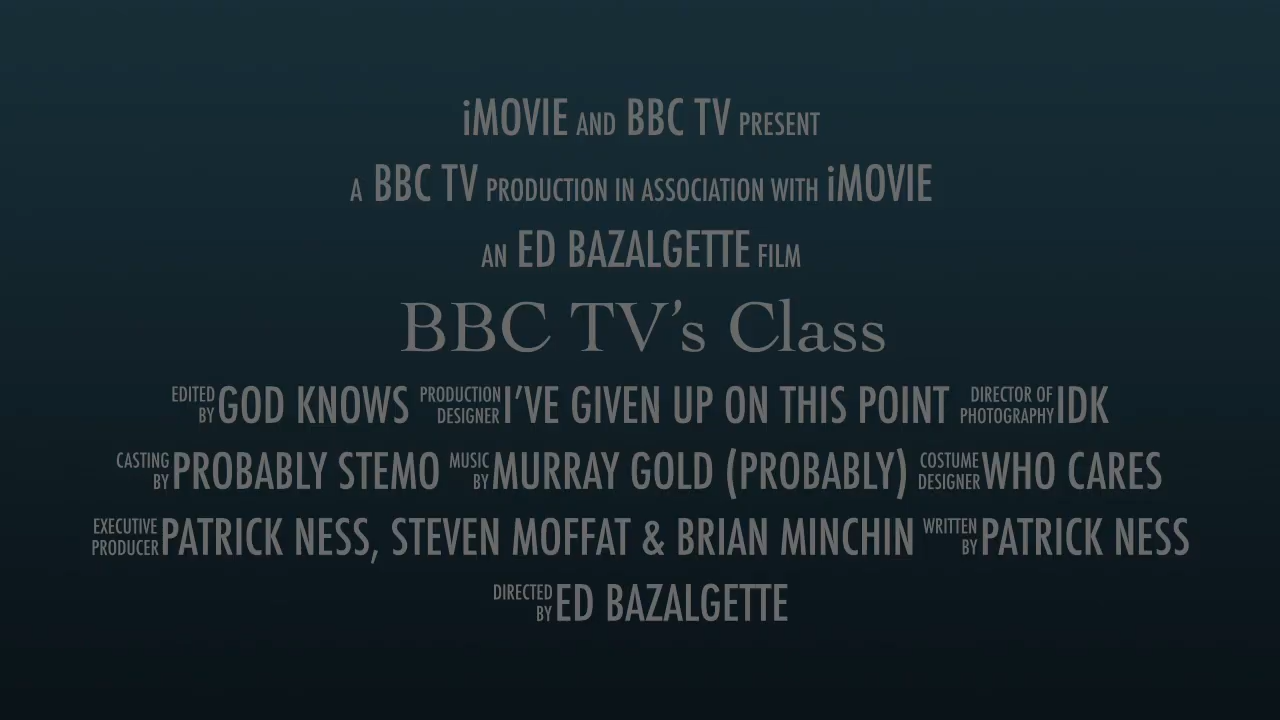 iMOVIE AND BBC TV PRESENT
A BBC TV PRODUCTION IN ASSOCIATION WITH iMOVIE
AN ED BAZALGETTE FILM
BBC TV’s Class
EDITED BY GOD KNOWS PRODUCTION DESIGNER I’VE GIVEN UP ON THIS POINT DIRECTOR OF PHOTOGRAPHY IDK
CASTING BY PROBABLY STEMO MUSIC BY MURRAY GOLD (PROBABLY) COSTUME DESIGNER WHO CARES
EXECUTIVE PRODUCER PATRICK NESS, STEVEN MOFFAT & BRIAN MINCHIN WRITTEN BY PATRICK NESS
DIRECTED BY ED BAZALGETTE